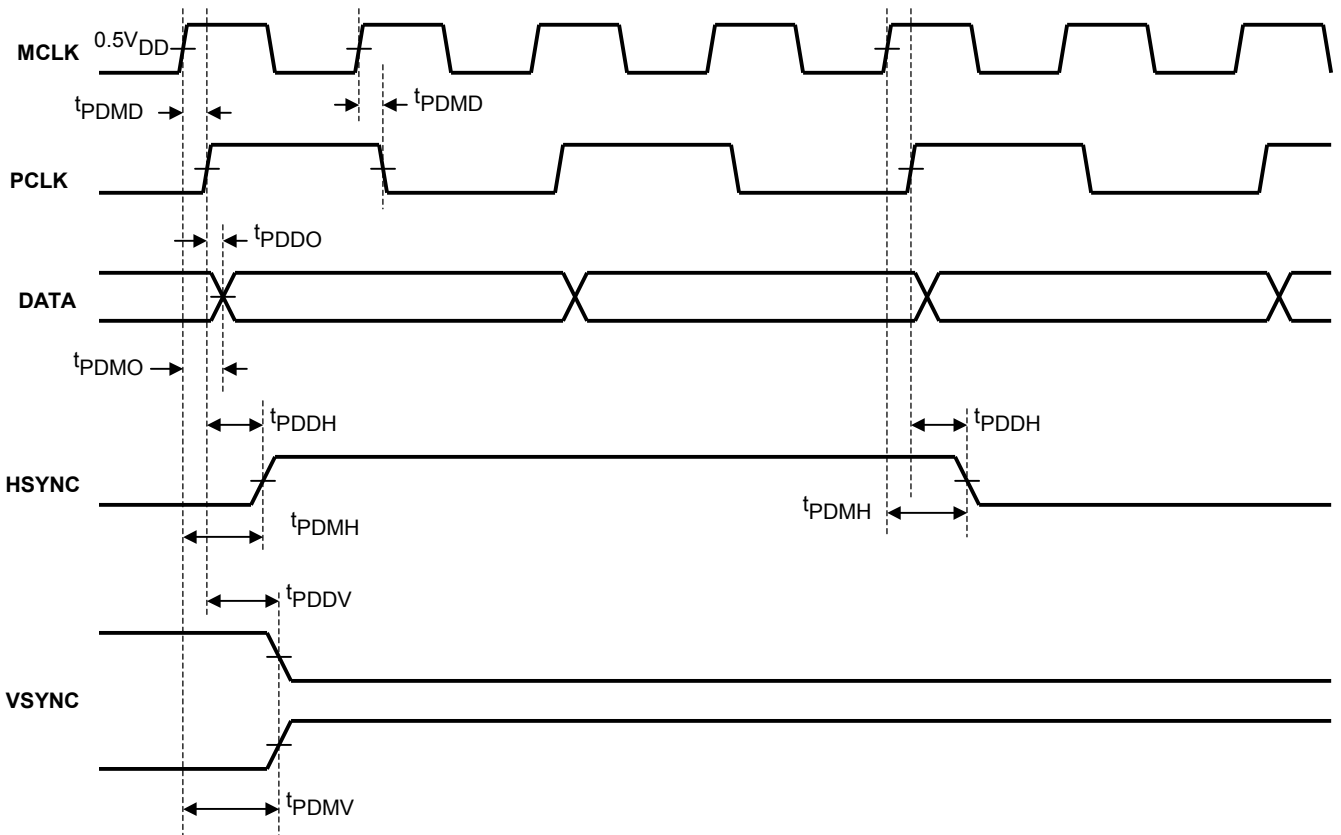 0.5VDD
MCLK
tPDMD
tPDMD
PCLK
tPDDO
DATA
tPDMO
tPDDH
tPDDH
HSYNC
tPDMH
tPDMH
tPDDV
VSYNC
tPDMV